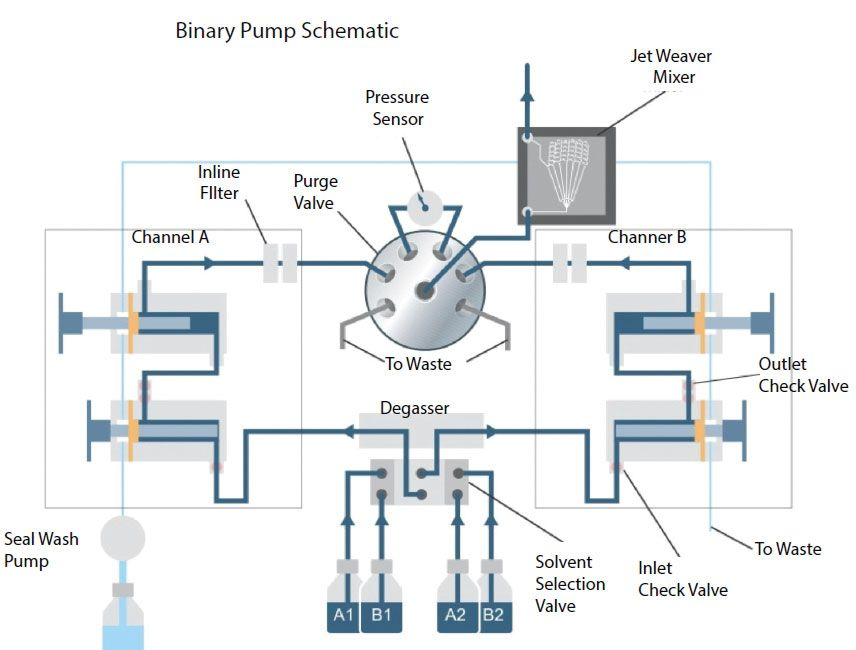 Binary Pump Schematic
Jet Weaver
Mixer
Pressure
Sensor
Inline
FIlter
Purge
Valve
Channel A
Channer B
To Waste
Outlet
Check Valve
Degasser
Seal Wash
Pump
Solvent
Selection
Valve
Inlet
Check Valve
To Waste
A1
B1
A2
B2